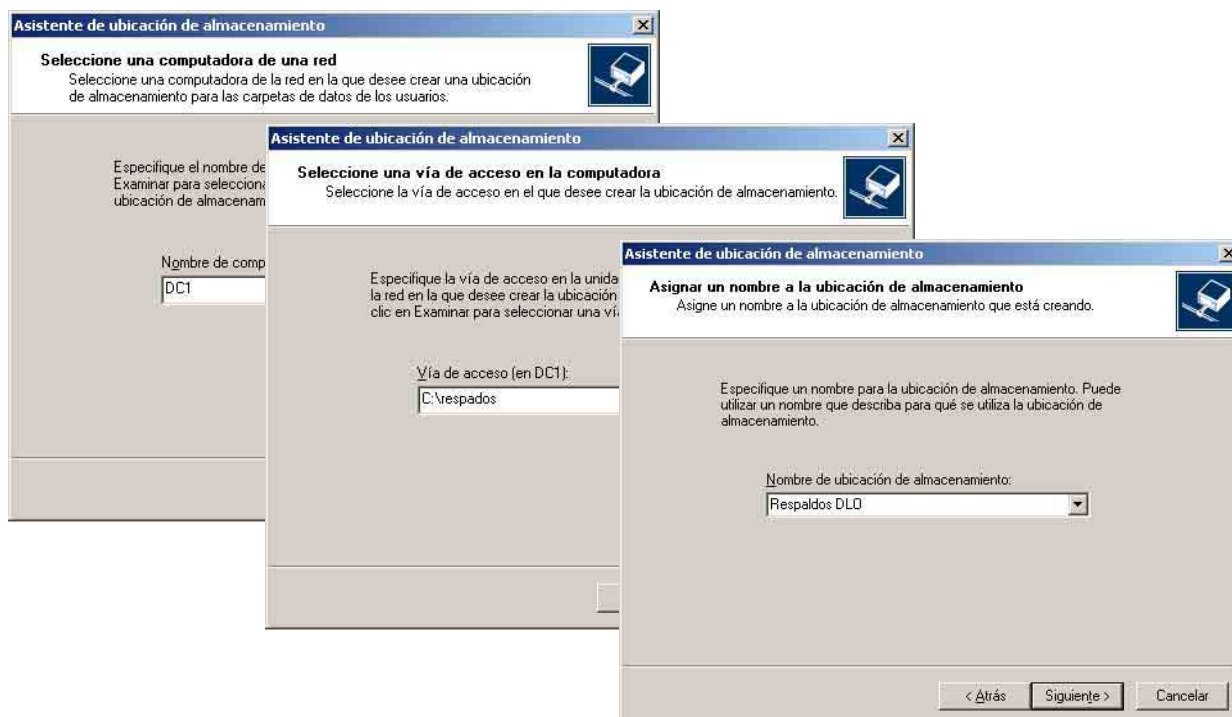 Asistente de ubicación de almacenamiento
Seleccione una computadora de una red
Seleccione una computadora de la red en la que desee crear una ubicación
de almacenamiento para las carpetas de datos de los usuarios.
Especifique el nombre de
Examinar para
ubicación de
Nombre de
DC1
Asistente de ubicación de almacenamiento
Seleccione una vía de acceso en la computadora
Seleccione la vía de acceso en el que desee crear la ubicación de almacenamiento.
Especifique la vía de acceso en la
la red en la que desee crear la ubicación
clic en Examinar para seleccionar una
Vía de acceso (en DC1):
C:\respados
Asistente de ubicación de almacenamiento
Asignar un nombre a la ubicación de almacenamiento
Asigne un nombre a la ubicación de almacenamiento que está creando.
Especifique un nombre para la ubicación de almacenamiento. Puede
utilizar un nombre que describa para qué se utiliza la ubicación de
almacenamiento.
Nombre de ubicación de almacenamiento:
Respaldos DLO
< Atrás
Siguiente >
Cancelar